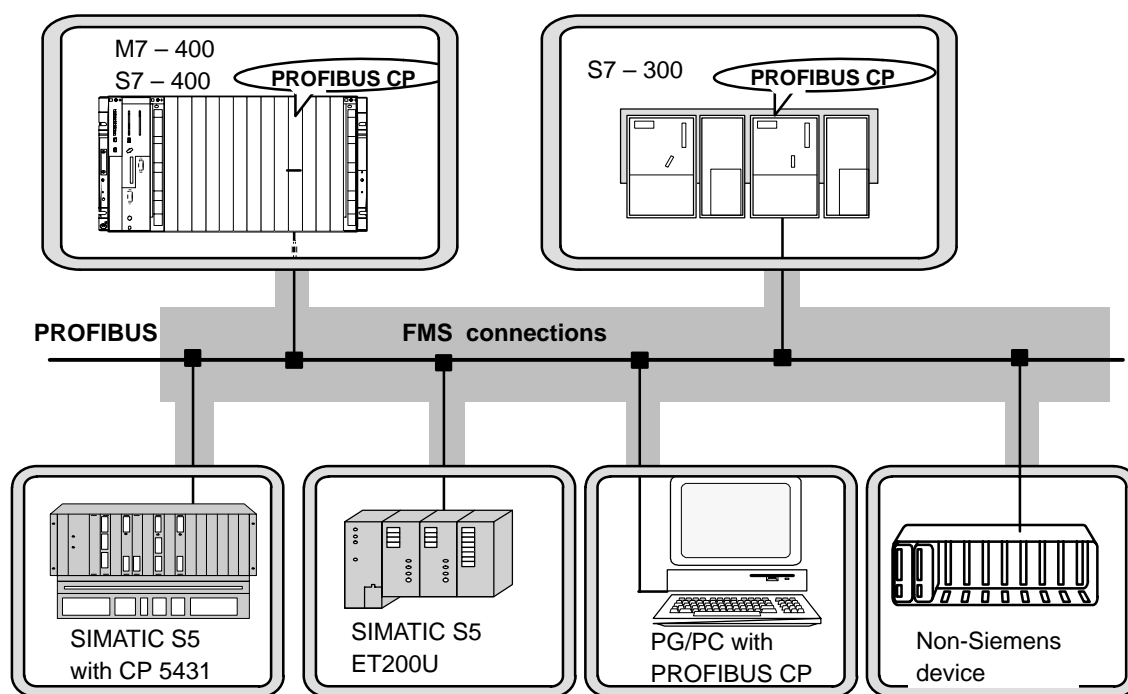 M7 – 400
S7 – 400
PROFIBUS CP
S7 – 300
PROFIBUS CP
PROFIBUS
FMS connections
SIMATIC S5
with CP 5431
SIMATIC S5
ET200U
PG/PC with
PROFIBUS CP
Non-Siemens
device